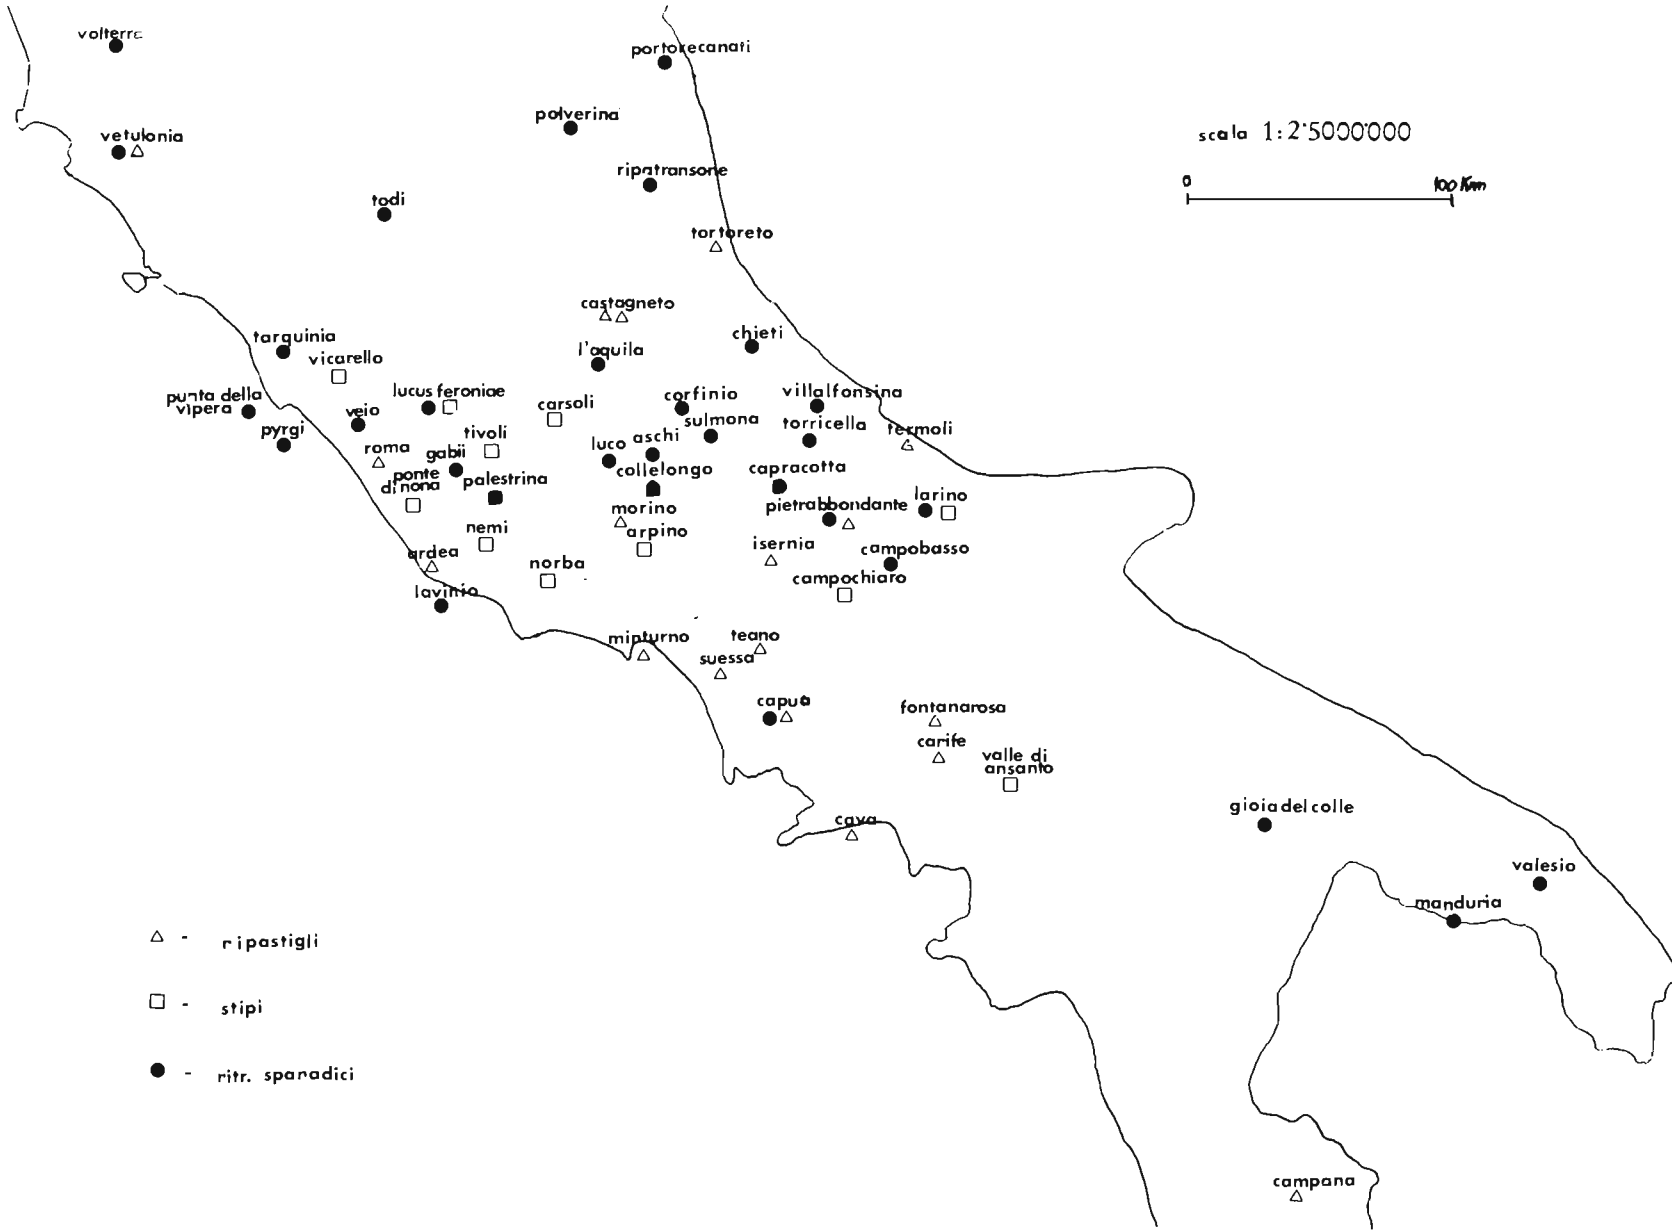 volterra
portorecanati
polverina
scala 1:2'5000'000
vetulonia
ripatransone
0
100 Km
todi
tortoreto
castagneto
tarquinia
chieti
l'aquila
vicarello
punta della
vipera
lucus feroniae
carsoli
corfinio
villalfonsina
veio
sulmona
torricella
termoli
pyrgi
tivoli
luco
aschi
roma
gabii
collelongo
capracotta
ponte
di nona
palestrina
larino
morino
pietrabbondante
nemi
arpino
isernia
campobasso
ardea
norba
campochiaro
lavinio
minturno
teano
suessa
capua
fontanarosa
carife
valle di
ansanto
gioia del colle
cava
valesio
manduria
- ripastigli
- stipi
- ritr. spanadici
campana